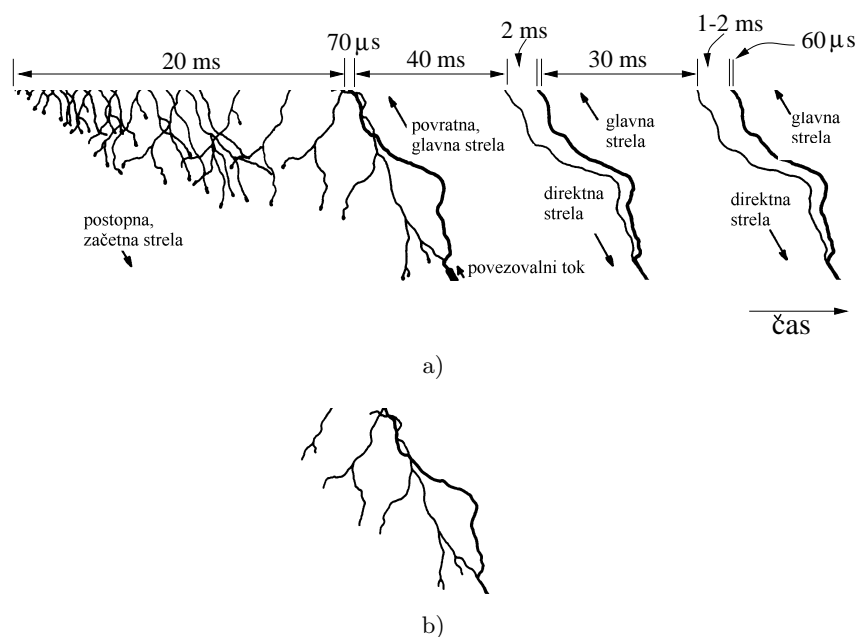 20 ms
70 μs
40 ms
2 ms
30 ms
1-2 ms
60 μs
povratna,
glavna strela
glavna
strela
glavna
strela
direktna
strela
direktna
strela
postopna,
začetna strela
povezovalni tok
čas
a)
b)